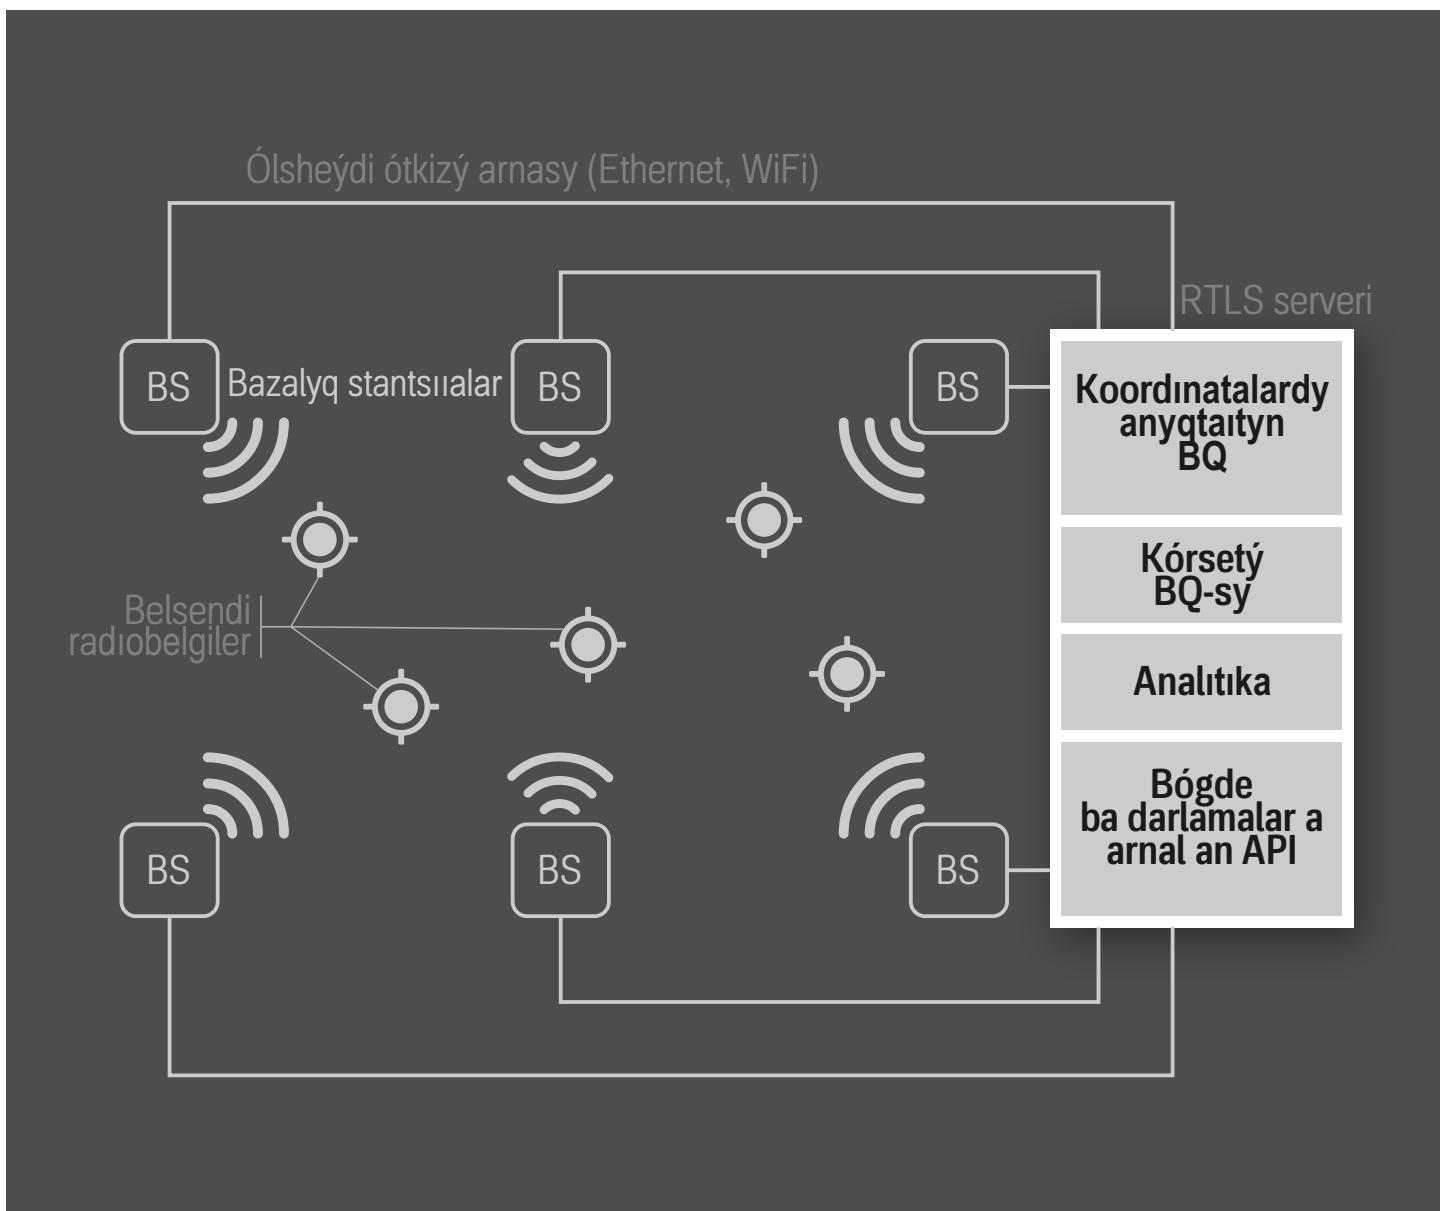 Ólsheýdi ótkizý arnasy (Ethernet, WiFi)
RTLS serveri
BS
Bazalyq stantsııalar
BS
BS
Koordınatalardy
anyqtaıtyn
BQ
Kórsetý
BQ-sy
Belsendi
radıobelgiler
Analıtıka
Bógde
ba darlamalar a
arnal an API
BS
BS
BS